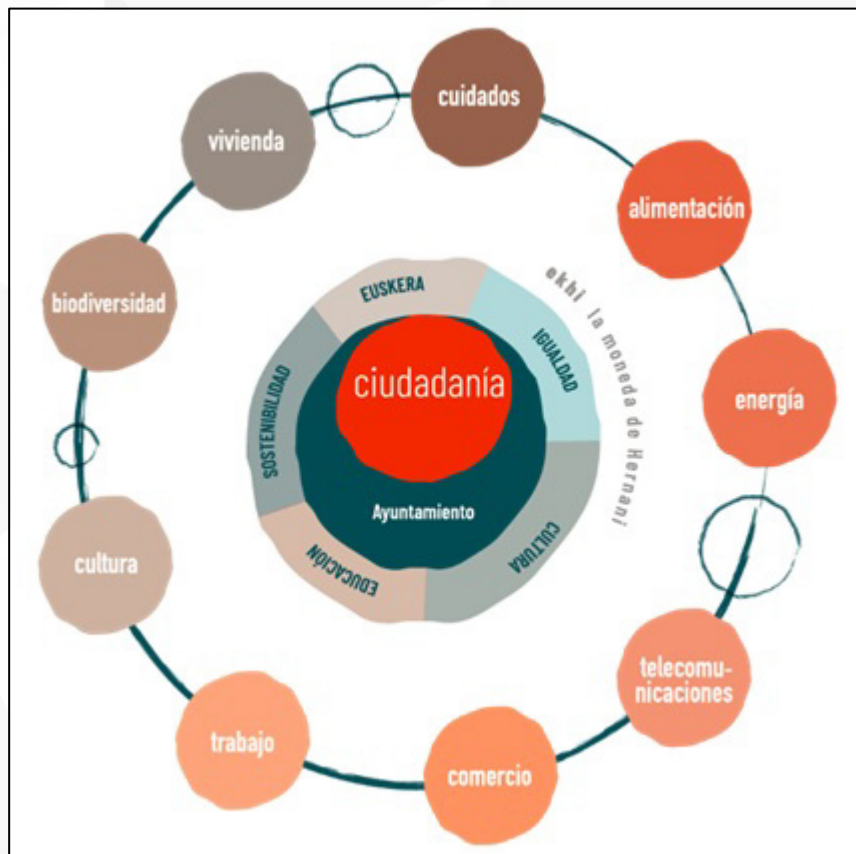 cuidados
vivienda
alimentación
biodiversidad
energía
cultura
telecomu-
nicaciones
trabajo
comercio
EUSKERA
IGUALDAD
SOSTENIBILIDAD
CULTURA
EDUCACIÓN
ciudadanía
Ayuntamiento
ekhi la moneda de Hernani